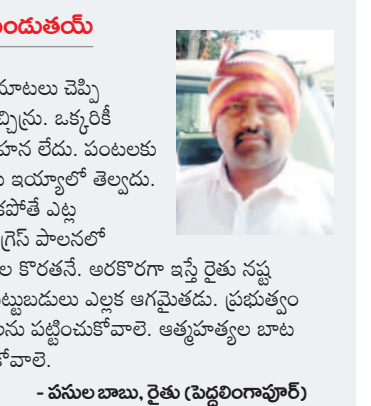 ండుతయ్
మాటలు చెప్పి
చ్చిన్రు. ఒక్కరికీ
హన లేదు. పంటలకు
ఇయ్యాలో తెల్వదు.
కపోతే ఎట్ల
గ్రెస్ పాలనలో
ల కొరతనే. అరకొరగా ఇస్తే రైతు నష్ట
ట్టుబడులు ఎల్లక ఆగమైతడు. ప్రభుత్వం
లను పట్టించుకోవాలె. ఆత్మహత్యల బాట
కోవాలె.
- పసుల బాబు, రైతు (పెద్దలింగాపూర్)